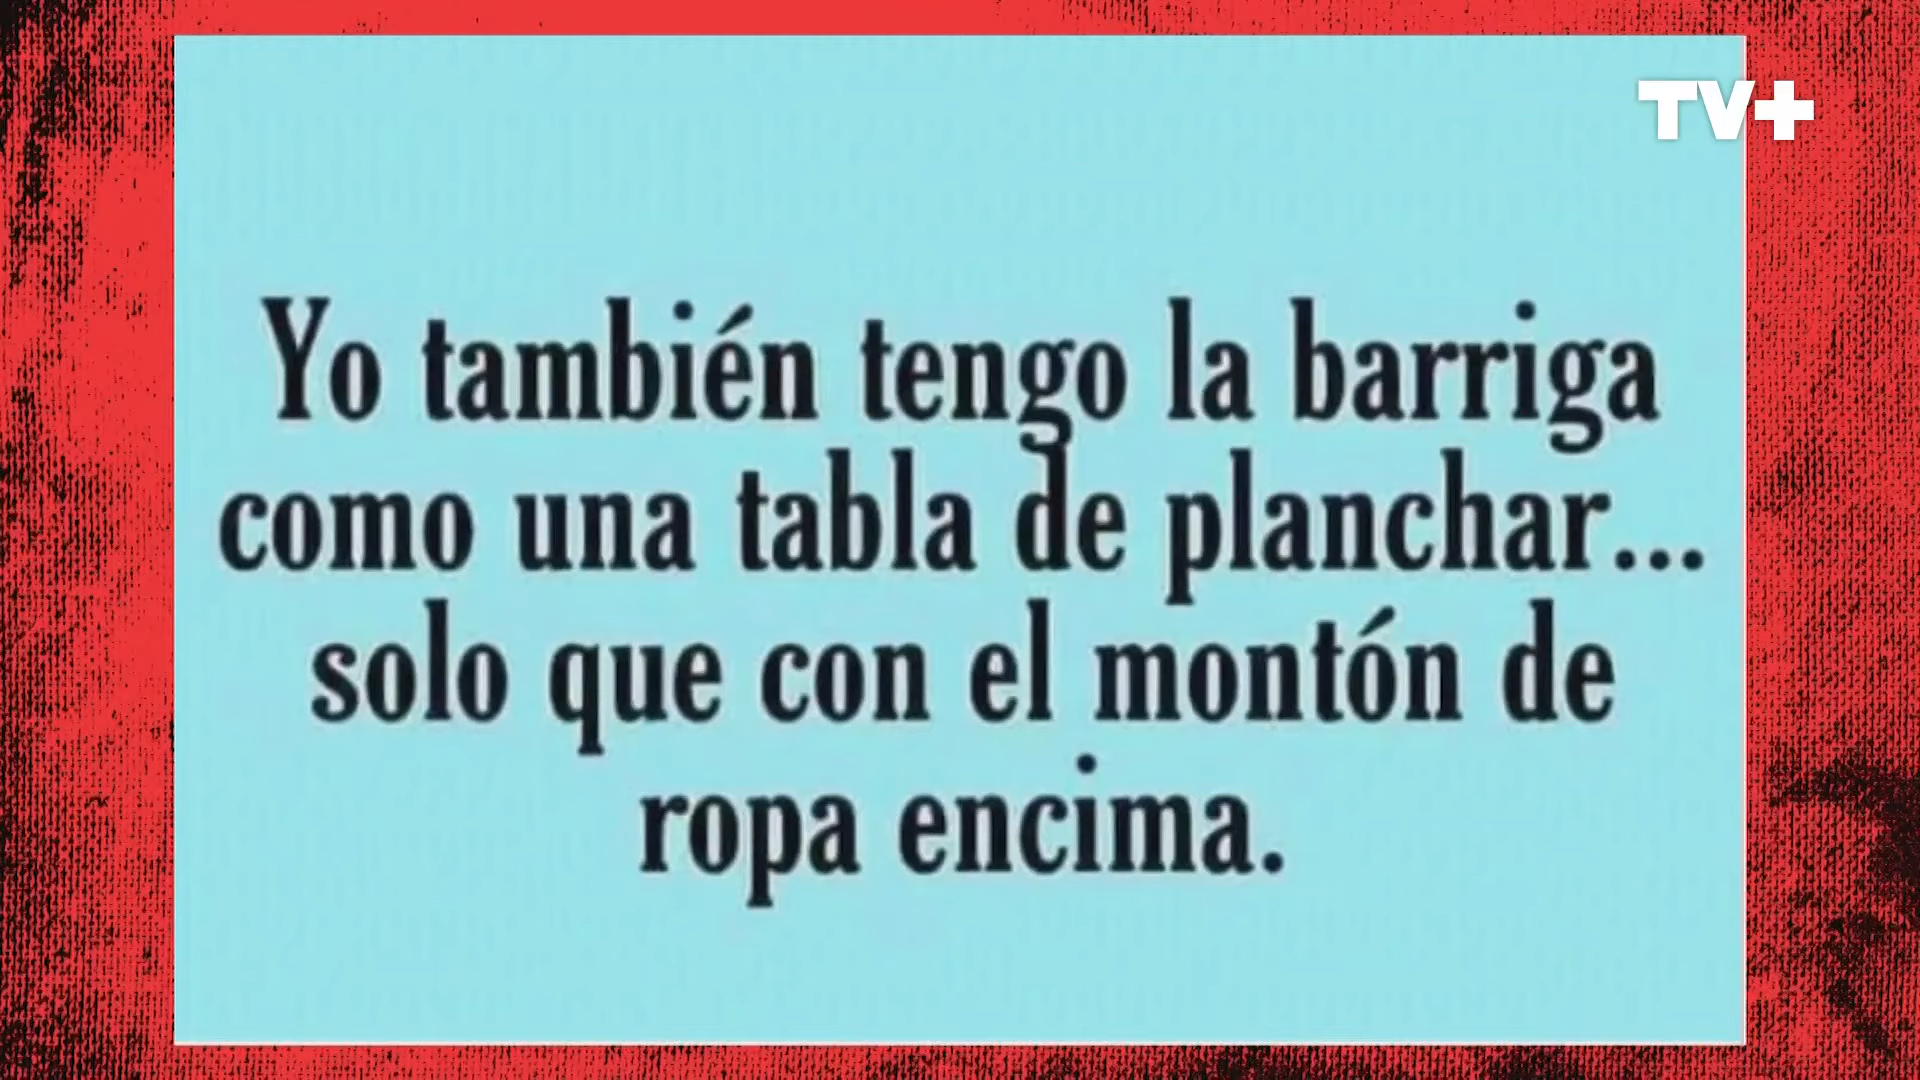 TV+
Yo también tengo la barriga
como una tabla de planchar...
solo que con el montón de
ropa encima.